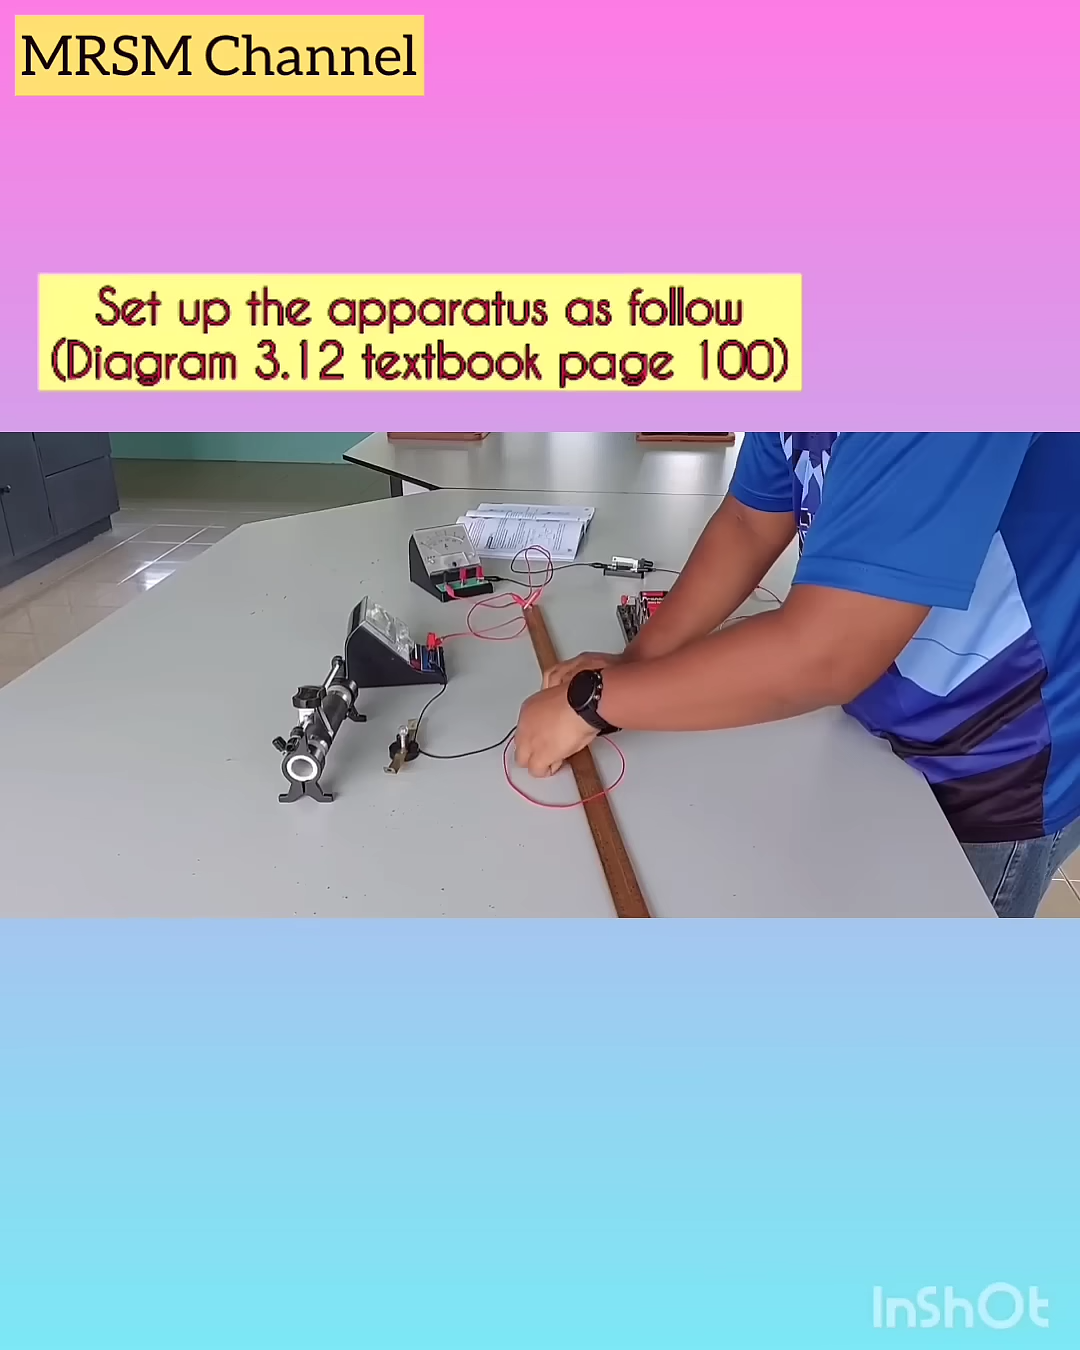 MRSM Channel
Set up the apparatus as follow
(Diagram 3.12 textbook page 100)
InShOt